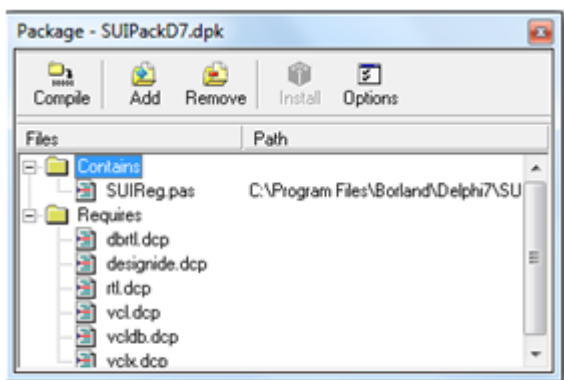 Package - SUIPackD7.dpk
Compile Add Remove Install Options
Files Path
Contains
SUIReg.pas C:\Program Files\Borland\Delphi7\SU
Requires
dbrtl.dcp
designide.dcp
rtl.dcp
vcl.dcp
vcldb.dcp
vclx.dcp